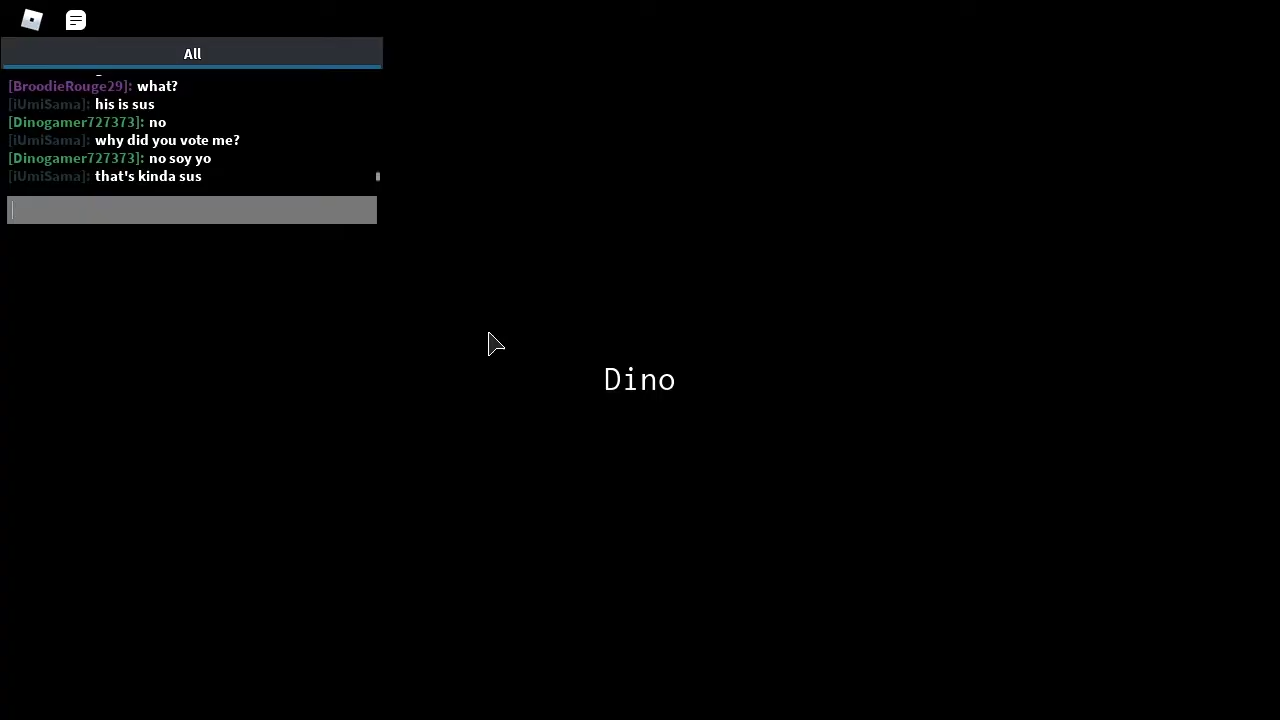 All
[BroodieRouge29]: what?
[iUmiSama]: his is sus
[Dinogamer727373]: no
[iUmiSama]: why did you vote me?
[Dinogamer727373]: no soy yo
[iUmiSama]: that's kinda sus
Dino